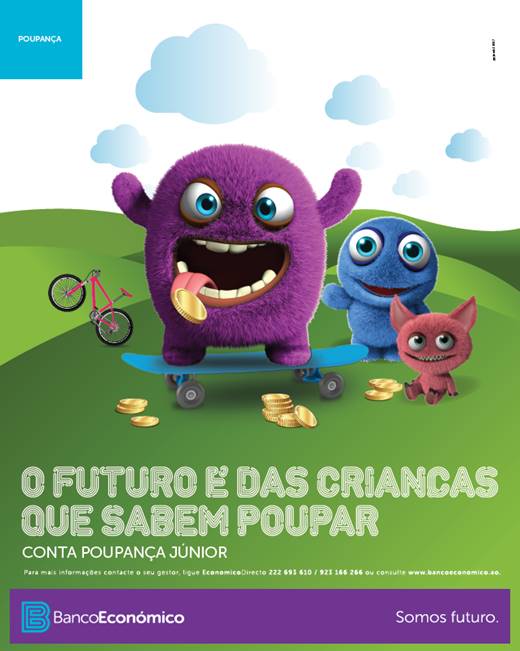 POUPANÇA
O FUTURO É DAS CRIANCAS
QUE SABEM POUPAR
CONTA POUPANÇA JÚNIOR
Para mais informações contacte o seu gestor, ligue EconomicoDirecto 222 693 610 / 923 166 266 ou consulte www.bancoeconomico.ao.
BancoEconómico
Somos futuro.